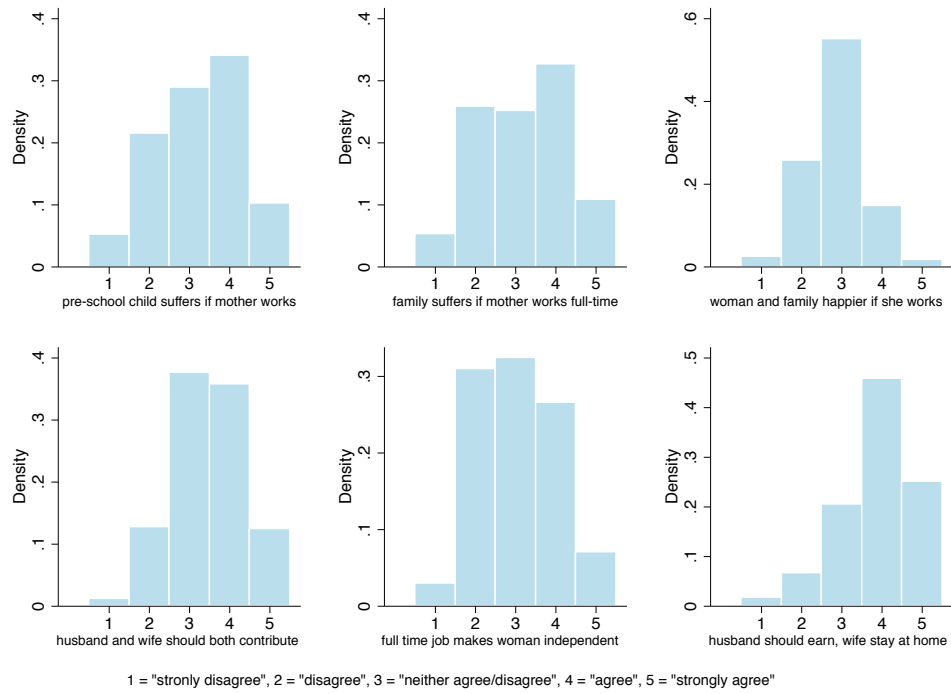 .4
.4
.6
.3
.3
.4
Density
Density
Density
.2
.2
.2
.1
.1
0
0
0
1 2 3 4 5
1 2 3 4 5
1 2 3 4 5
pre-school child suffers if mother works
family suffers if mother works full-time
woman and family happier if she works
.4
.3
.5
.3
.4
Density
Density
Density
.2
.2
.3
.2
.1
.1
.1
0
0
0
1 2 3 4 5
1 2 3 4 5
1 2 3 4 5
husband and wife should both contribute
full time job makes woman independent
husband should earn, wife stay at home
1 = "stronly disagree", 2 = "disagree", 3 = "neither agree/disagree", 4 = "agree", 5 = "strongly agree"